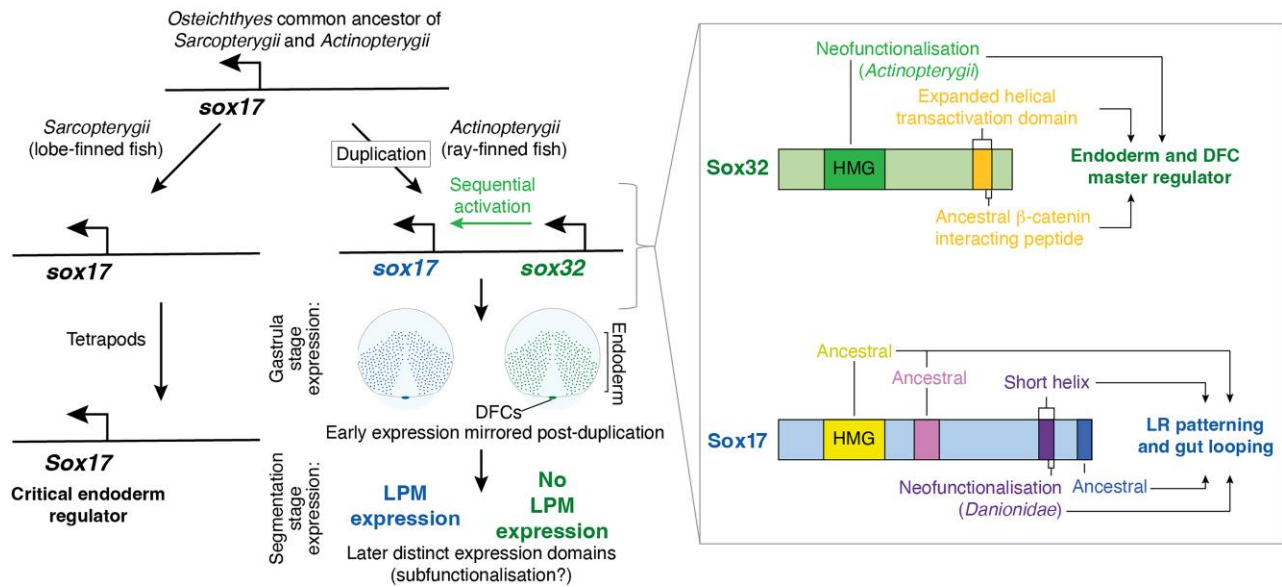 Osteichthyes common ancestor of
Sarcopterygii and Actinopterygii
sox17
Sarcopterygii
(lobe-finned fish)
Duplication
Actinopterygii
(ray-finned fish)
Sequential
activation
sox17
sox17
sox32
Tetrapods
Gastrula
stage
expression:
Endoderm
DFCs
Early expression mirrored post-duplication
Sox17
Critical endoderm
regulator
Segmentation
stage
expression:
LPM
expression
No
LPM
expression
Later distinct expression domains
(subfunctionalisation?)
Neofunctionalisation
(Actinopterygii)
Expanded helical
transactivation domain
Sox32
HMG
Endoderm and DFC
master regulator
Ancestral β-catenin
interacting peptide
Ancestral
Ancestral
Short helix
Sox17
HMG
LR patterning
and gut looping
Neofunctionalisation
(Danionidae)
Ancestral